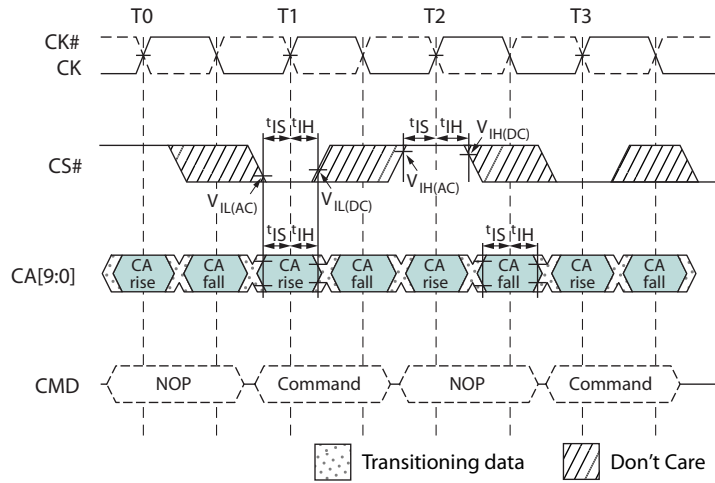 T0 T1 T2 T3
CK#
CK
tIS tIH tIS tIH VIH(DC)
CS#
VIL(AC) VIL(DC) VIH(AC)
tIS tIH tIS tIH
CA[9:0] CA rise CA fall CA rise CA fall CA rise CA fall CA rise CA fall
CMD NOP Command NOP Command
Transitioning data Don't Care